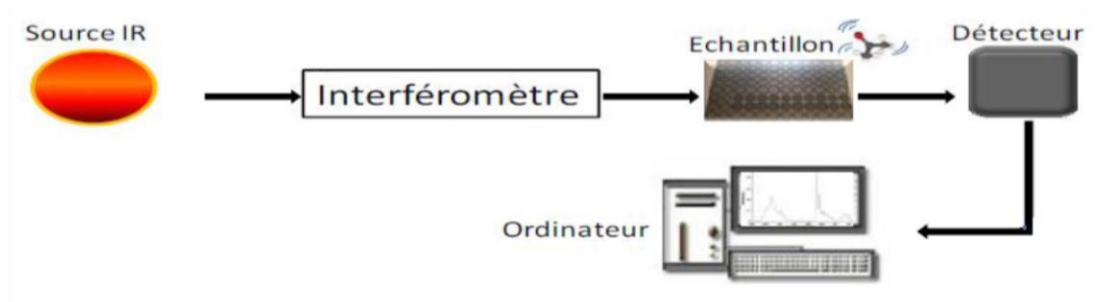 Source IR
Interféromètre
Echantillon
Détecteur
Ordinateur